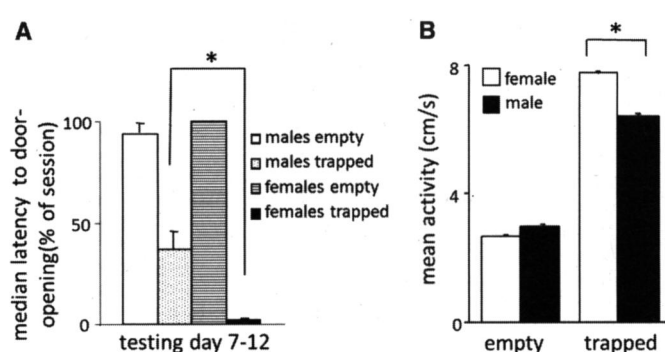 A
*
median latency to door-
opening(% of session)
100
50
0
males empty
males trapped
females empty
females trapped
testing day 7-12
B
*
female
male
mean activity (cm/s)
8
4
0
empty
trapped